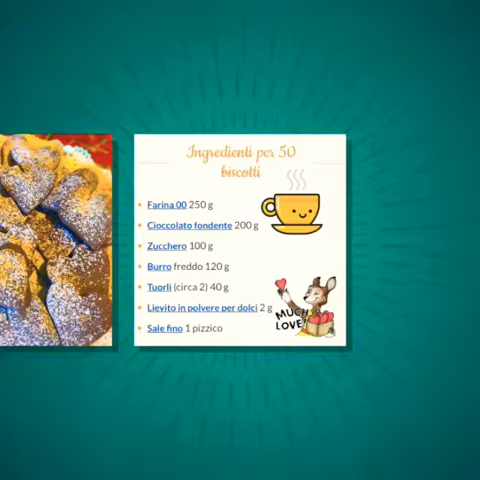 Ingredienti per 50
biscotti
Farina 00 250 g
Cioccolato fondente 200 g
Zucchero 100 g
Burro freddo 120 g
Tuorli (circa 2) 40 g
Lievito in polvere per dolci 2 g
Sale fino 1 pizzico
MUCH
LOVE!